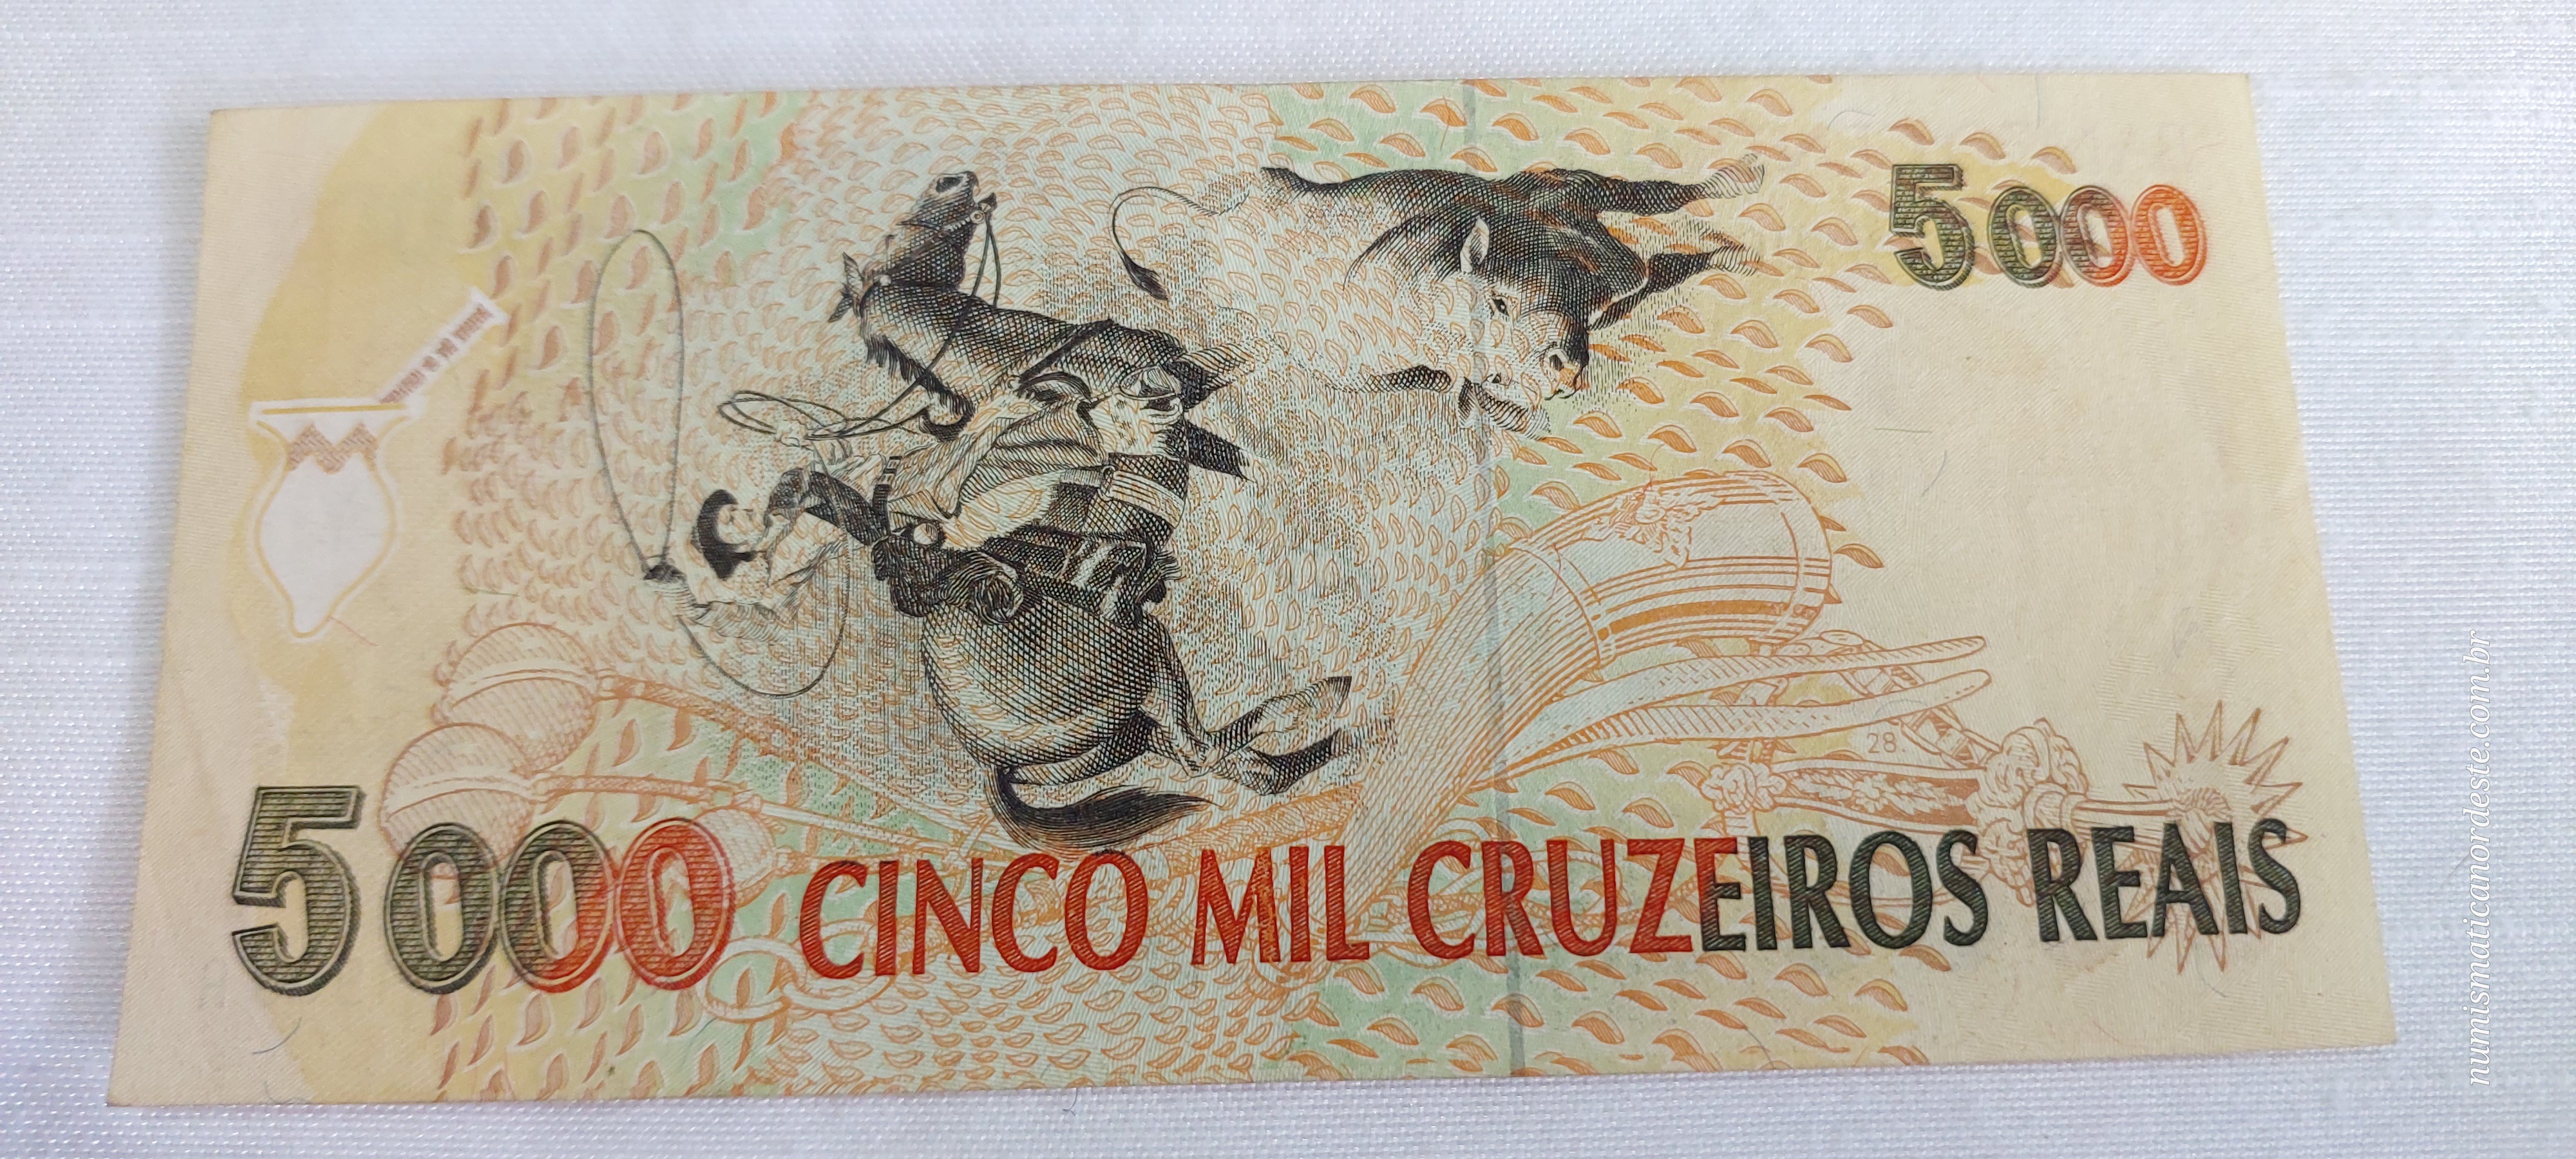 5000
28.
5000 CINCO MIL CRUZEIROS REAIS
numismaticanordeste.com.br